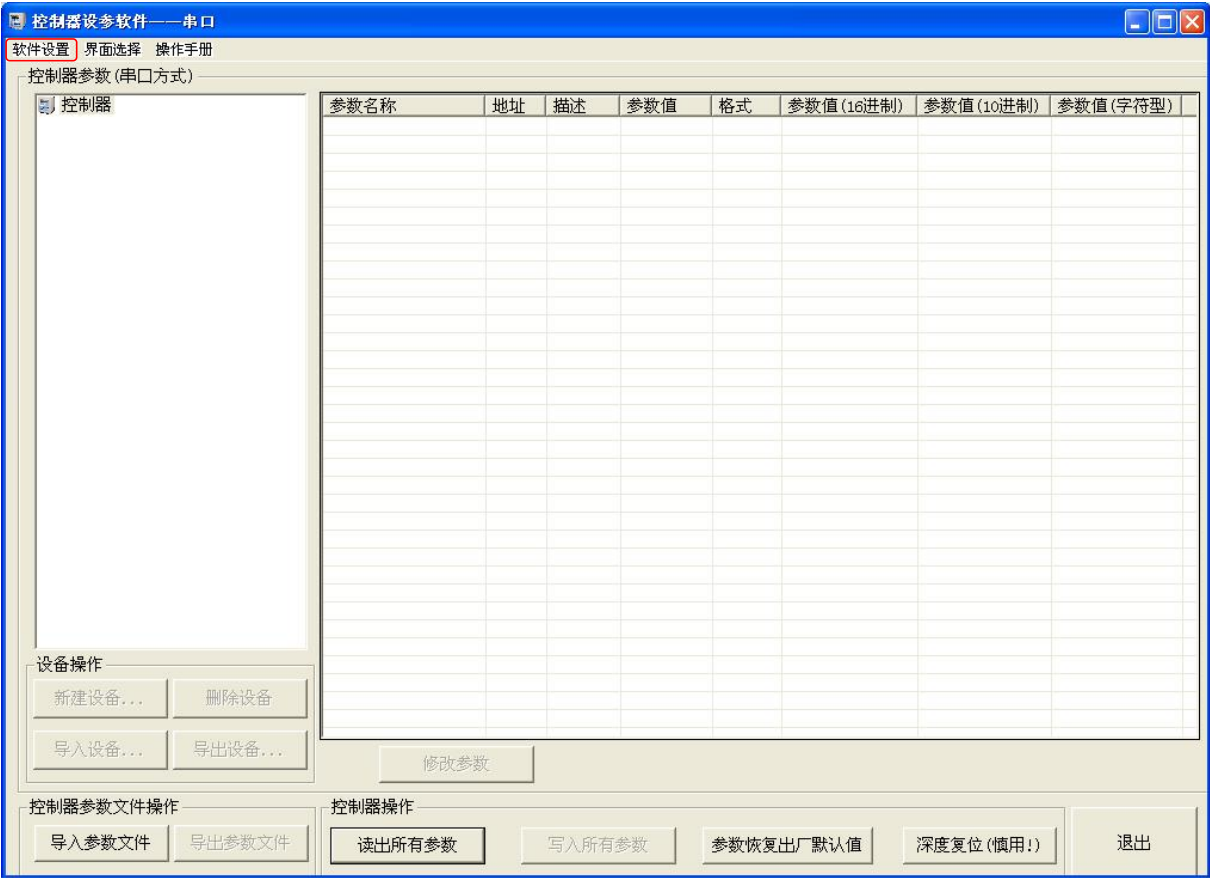 控制器设参软件——串口
软件设置 界面选择 操作手册
控制器参数(串口方式)
控制器
参数名称 地址 描述 参数值 格式 参数值(16进制) 参数值(10进制) 参数值(字符型)
设备操作
新建设备... 删除设备
导入设备... 导出设备...
修改参数
控制器参数文件操作
导入参数文件 导出参数文件
控制器操作
读出所有参数 写入所有参数 参数恢复出厂默认值 深度复位(慎用!)
退出